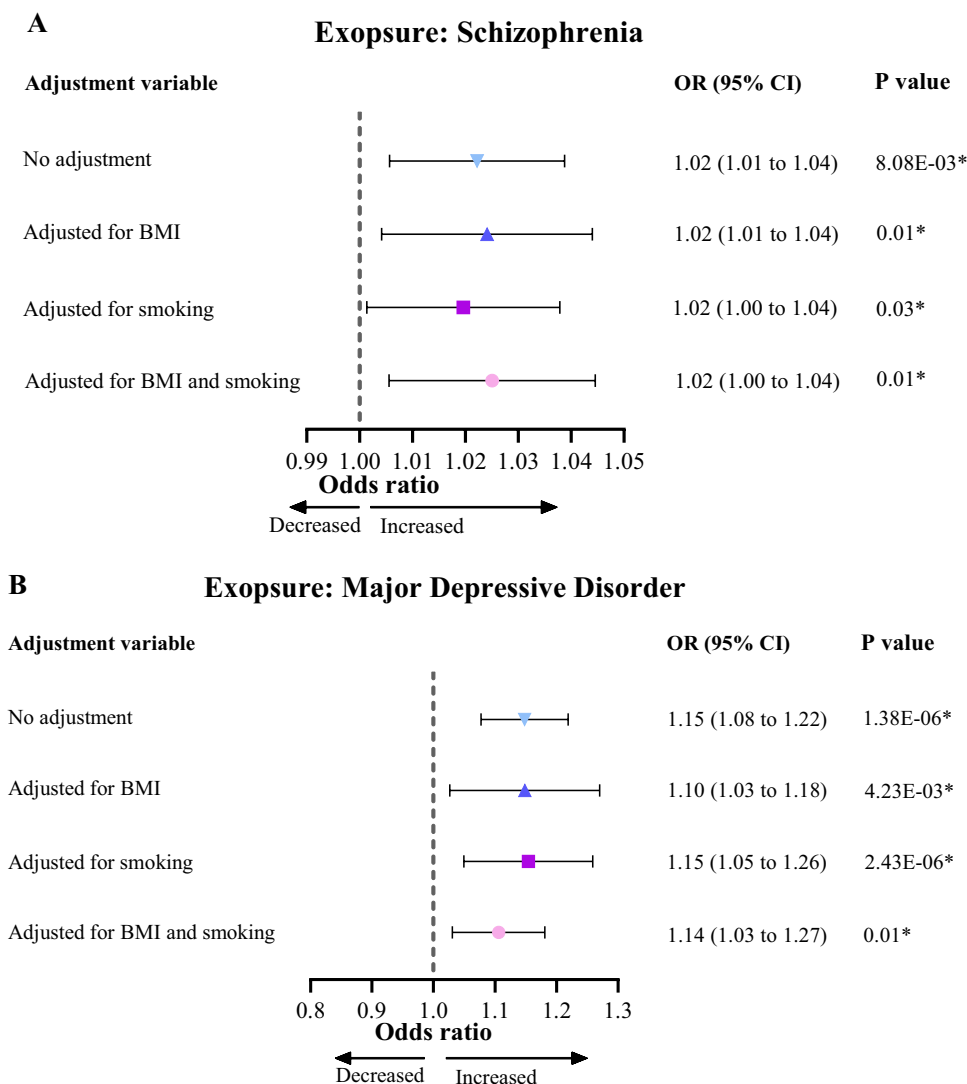 A
Exopsure: Schizophrenia
Adjustment variable OR (95% CI) P value
No adjustment 1.02 (1.01 to 1.04) 8.08E-03*
Adjusted for BMI 1.02 (1.01 to 1.04) 0.01*
Adjusted for smoking 1.02 (1.00 to 1.04) 0.03*
Adjusted for BMI and smoking 1.02 (1.00 to 1.04) 0.01*
0.99 1.00 1.01 1.02 1.03 1.04 1.05
Odds ratio
Decreased Increased
B
Exopsure: Major Depressive Disorder
Adjustment variable OR (95% CI) P value
No adjustment 1.15 (1.08 to 1.22) 1.38E-06*
Adjusted for BMI 1.10 (1.03 to 1.18) 4.23E-03*
Adjusted for smoking 1.15 (1.05 to 1.26) 2.43E-06*
Adjusted for BMI and smoking 1.14 (1.03 to 1.27) 0.01*
0.8 0.9 1.0 1.1 1.2 1.3
Odds ratio
Decreased Increased